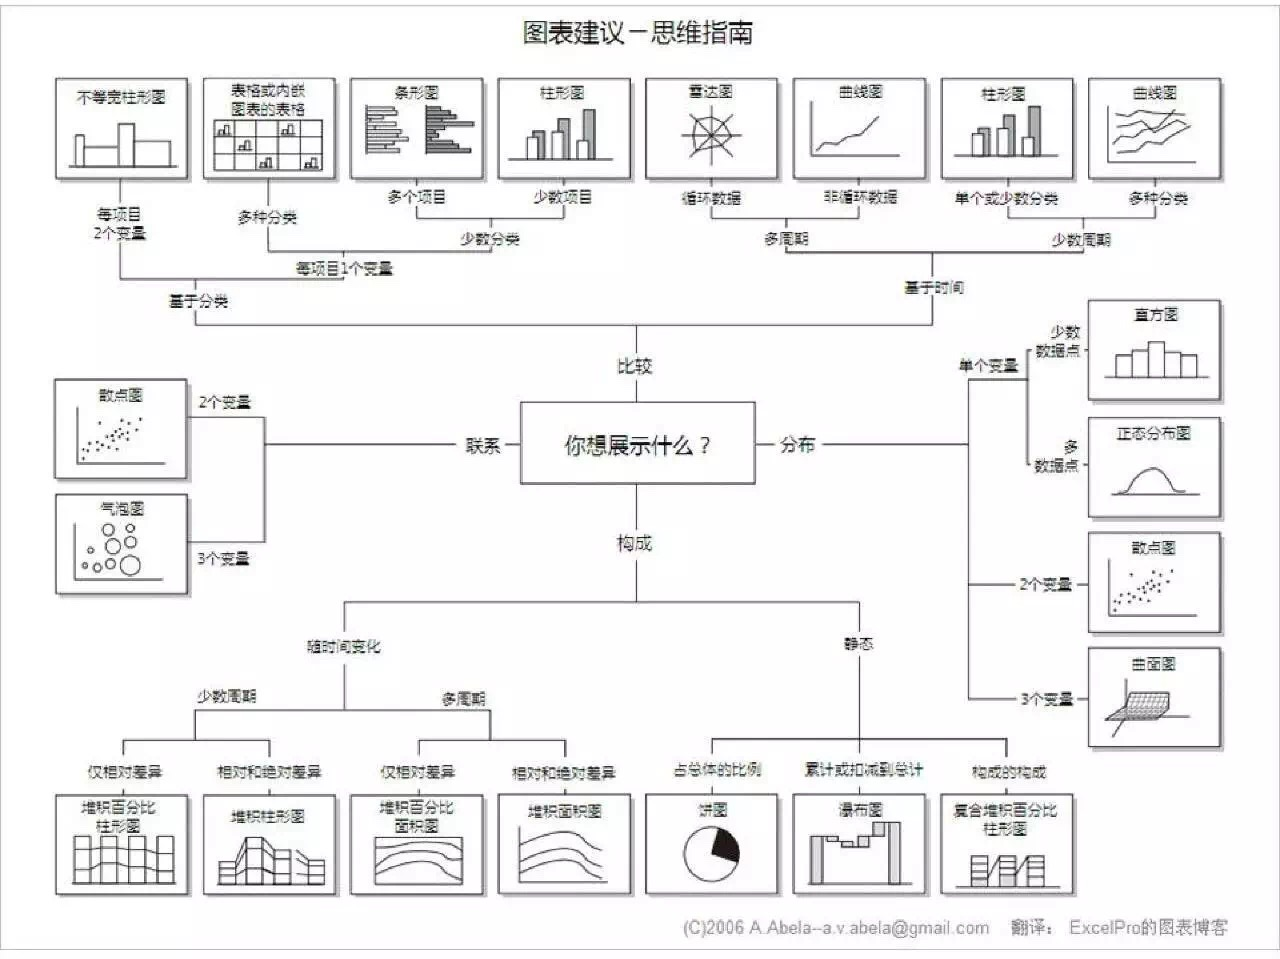 图表建议－思维指南
不等宽柱形图
表格或内嵌
图表的表格
条形图
柱形图
雷达图
曲线图
柱形图
曲线图
每项目
2个变量
多种分类
多个项目
少数项目
循环数据
非循环数据
单个或少数分类
多种分类
少数分类
多周期
少数周期
每项目1个变量
基于分类
基于时间
比较
散点图
2个变量
气泡图
3个变量
联系
你想展示什么？
分布
单个变量
少数
数据点
直方图
多
数据点
正态分布图
2个变量
散点图
3个变量
曲面图
构成
随时间变化
静态
少数周期
多周期
仅相对差异
相对和绝对差异
仅相对差异
相对和绝对差异
占总体的比例
累计或扣减到总计
构成的构成
堆积百分比
柱形图
堆积柱形图
堆积百分比
面积图
堆积面积图
饼图
瀑布图
复合堆积百分比
柱形图
(C)2006 A.Abela--a.v.abela@gmail.com 翻译： ExcelPro的图表博客